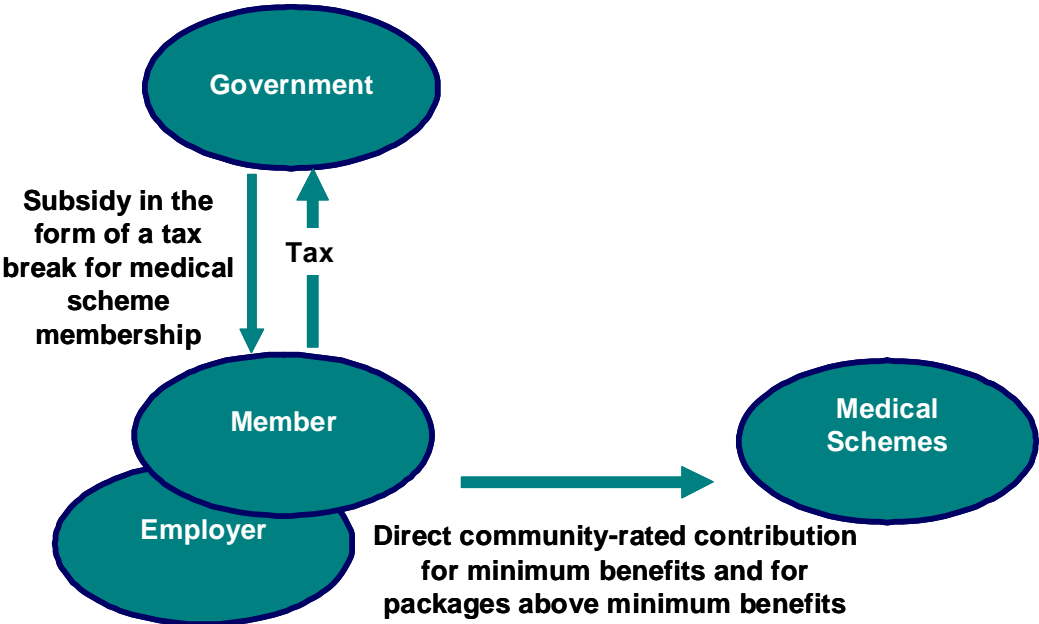 Government
Subsidy in the
form of a tax
break for medical
scheme
membership
Tax
Member
Employer
Medical
Schemes
Direct community-rated contribution
for minimum benefits and for
packages above minimum benefits